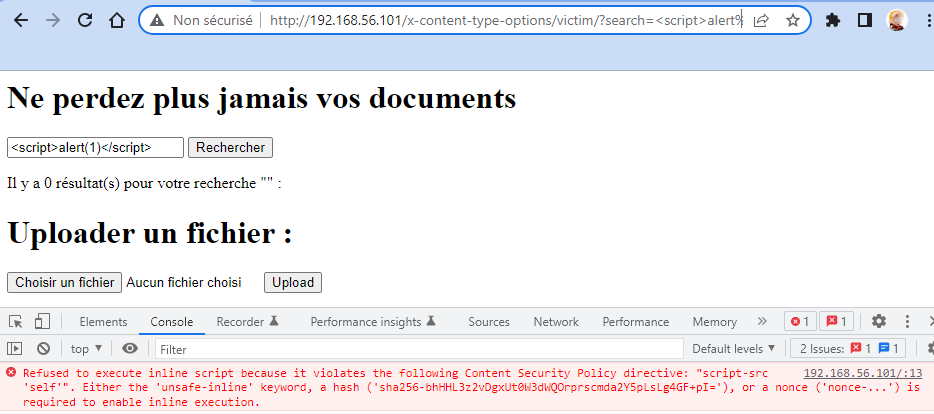 Non sécurisé | http://192.168.56.101/x-content-type-options/victim/?search=<script>alert%
Ne perdez plus jamais vos documents
<script>alert(1)</script> Rechercher
Il y a 0 résultat(s) pour votre recherche "" :
Uploader un fichier :
Choisir un fichier Aucun fichier choisi Upload
Elements Console Recorder Performance insights Sources Network Performance Memory » 1 1
top ▼ Filter Default levels ▼ 2 Issues: 1 1
Refused to execute inline script because it violates the following Content Security Policy directive: "script-src 192.168.56.101/:13
'self'". Either the 'unsafe-inline' keyword, a hash ('sha256-bhHHL3z2vDgxUt0W3dWQOrprscmda2Y5pLsLg4GF+pI='), or a nonce ('nonce-...') is
required to enable inline execution.